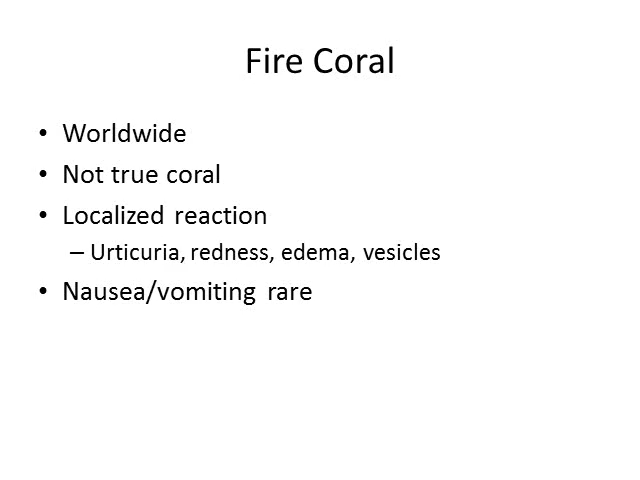 Fire Coral
• Worldwide
• Not true coral
• Localized reaction
– Urticuria, redness, edema, vesicles
• Nausea/vomiting rare